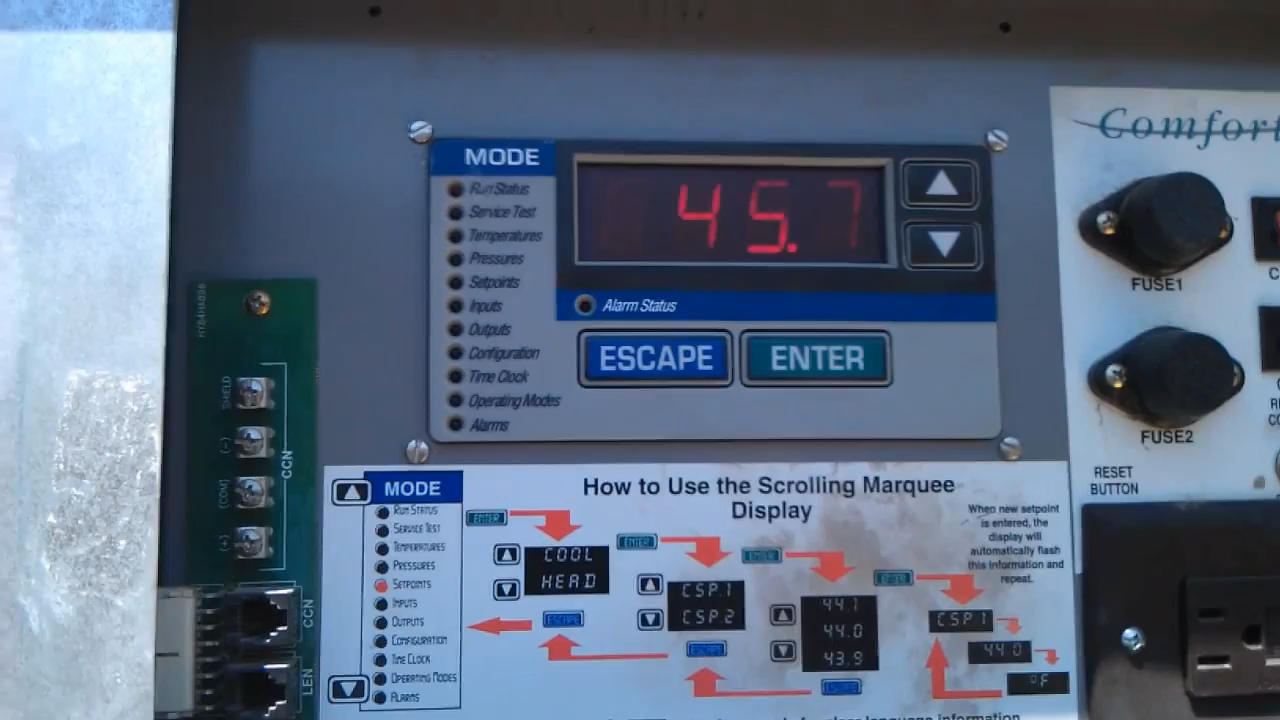 Comfort
MODE
Run Status
Service Test
Temperatures
Pressures
Setpoints
Inputs
Outputs
Configuration
Time Clock
Operating Modes
Alarms
45.7
Alarm Status
ESCAPE
ENTER
FUSE1
FUSE2
RESET
BUTTON
SHIELD
(-)
(COM)
(+)
CCN
CCN
LEN
MODE
RUN STATUS
SERVICE TEST
TEMPERATURES
PRESSURES
SETPOINTS
INPUTS
OUTPUTS
CONFIGURATION
TIME CLOCK
OPERATING MODES
ALARMS
How to Use the Scrolling Marquee
Display
When new setpoint
is entered, the
display will
automatically flash
this information and
repeat.
ENTER
COOL
HEAD
ESCAPE
ENTER
CSP.1
CSP.2
ESCAPE
ENTER
44.1
44.0
43.9
ESCAPE
ENTER
CSP1
44.0
°F
language information